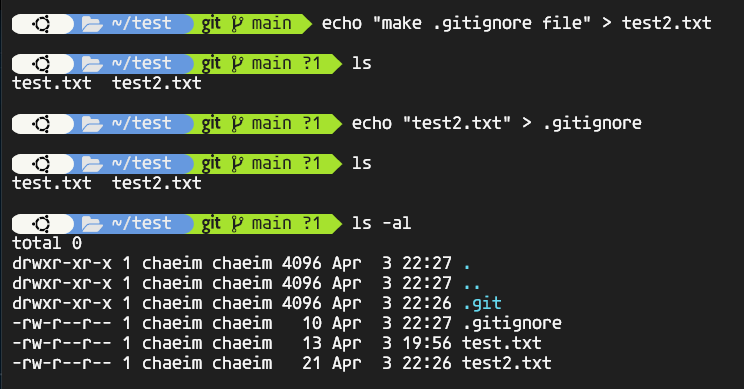 ~/test git main echo "make .gitignore file" > test2.txt
~/test git main ?1 ls
test.txt  test2.txt
~/test git main ?1 echo "test2.txt" > .gitignore
~/test git main ?1 ls
test.txt  test2.txt
~/test git main ?1 ls -al
total 0
drwxr-xr-x 1 chaeim chaeim 4096 Apr  3 22:27 .
drwxr-xr-x 1 chaeim chaeim 4096 Apr  3 22:27 ..
drwxr-xr-x 1 chaeim chaeim 4096 Apr  3 22:26 .git
-rw-r--r-- 1 chaeim chaeim   10 Apr  3 22:27 .gitignore
-rw-r--r-- 1 chaeim chaeim   13 Apr  3 19:56 test.txt
-rw-r--r-- 1 chaeim chaeim   21 Apr  3 22:26 test2.txt